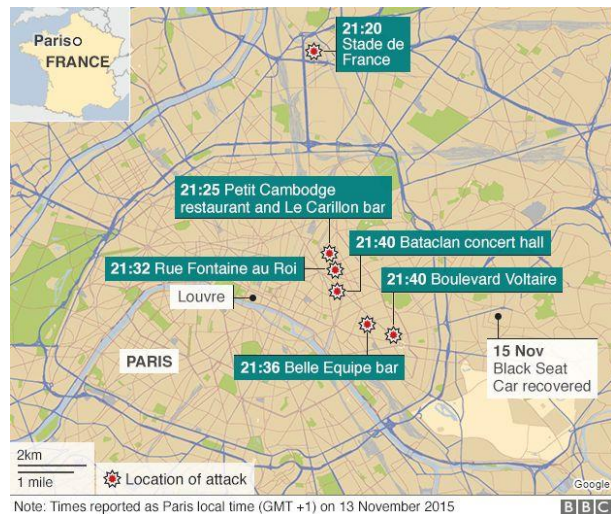 Paris
FRANCE
21:20
Stade de
France
21:25 Petit Cambodge
restaurant and Le Carillon bar
21:40 Bataclan concert hall
21:32 Rue Fontaine au Roi
21:40 Boulevard Voltaire
Louvre
PARIS
21:36 Belle Equipe bar
15 Nov
Black Seat
Car recovered
2km
1 mile
Location of attack
Google
Note: Times reported as Paris local time (GMT +1) on 13 November 2015
BBC